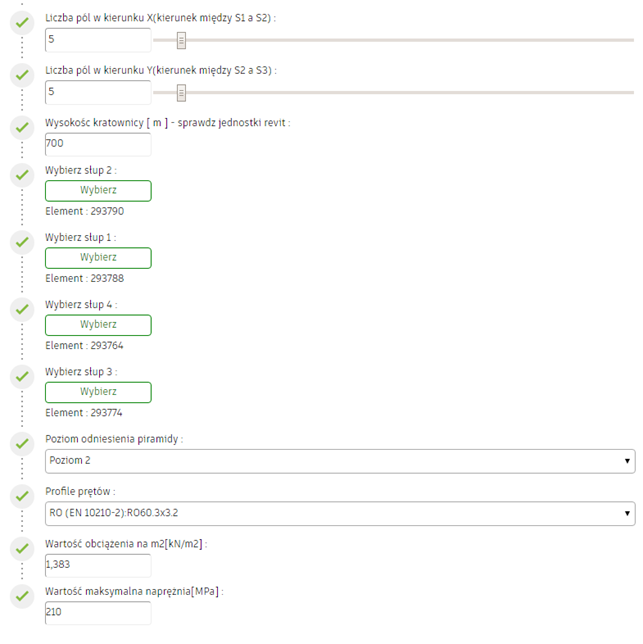 Liczba pól w kierunku X(kierunek między S1 a S2) :
5
Liczba pól w kierunku Y(kierunek między S2 a S3) :
5
Wysokośc kratownicy [ m ] - sprawdz jednostki revit :
700
Wybierz słup 2 :
Wybierz
Element : 293790
Wybierz słup 1 :
Wybierz
Element : 293788
Wybierz słup 4 :
Wybierz
Element : 293764
Wybierz słup 3 :
Wybierz
Element : 293774
Poziom odniesienia piramidy :
Poziom 2
Profile prętów :
RO (EN 10210-2):RO60.3x3.2
Wartość obciążenia na m2[kN/m2] :
1,383
Wartość maksymalna naprężnia[MPa] :
210